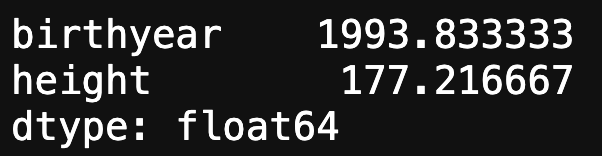 birthyear    1993.833333
height        177.216667
dtype: float64